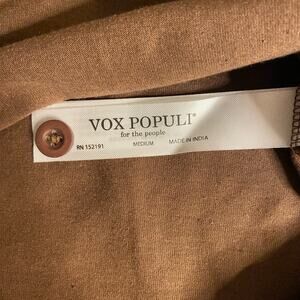 VOX POPULI®
for the people
RN 152191 MEDIUM MADE IN INDIA